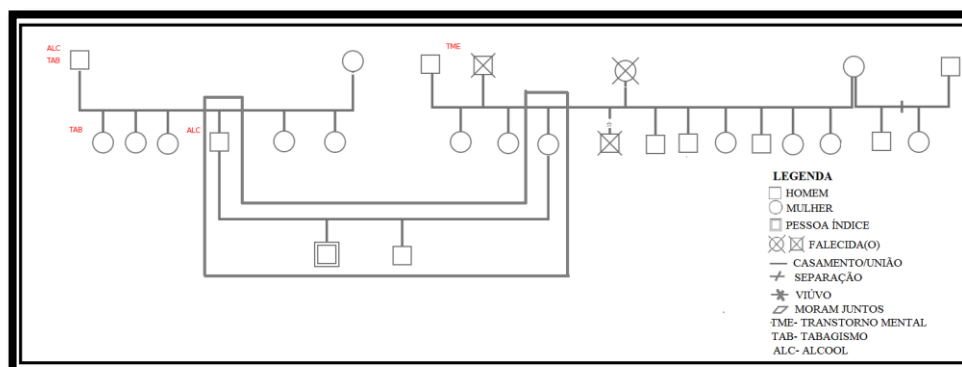 ALC
TAB
TME
TAB
ALC
LEGENDA
HOMEM
MULHER
PESSOA ÍNDICE
FALECIDA(O)
CASAMENTO/UNIÃO
SEPARAÇÃO
VIÚVO
MORAM JUNTOS
TME- TRANSTORNO MENTAL
TAB- TABAGISMO
ALC- ALCOOL